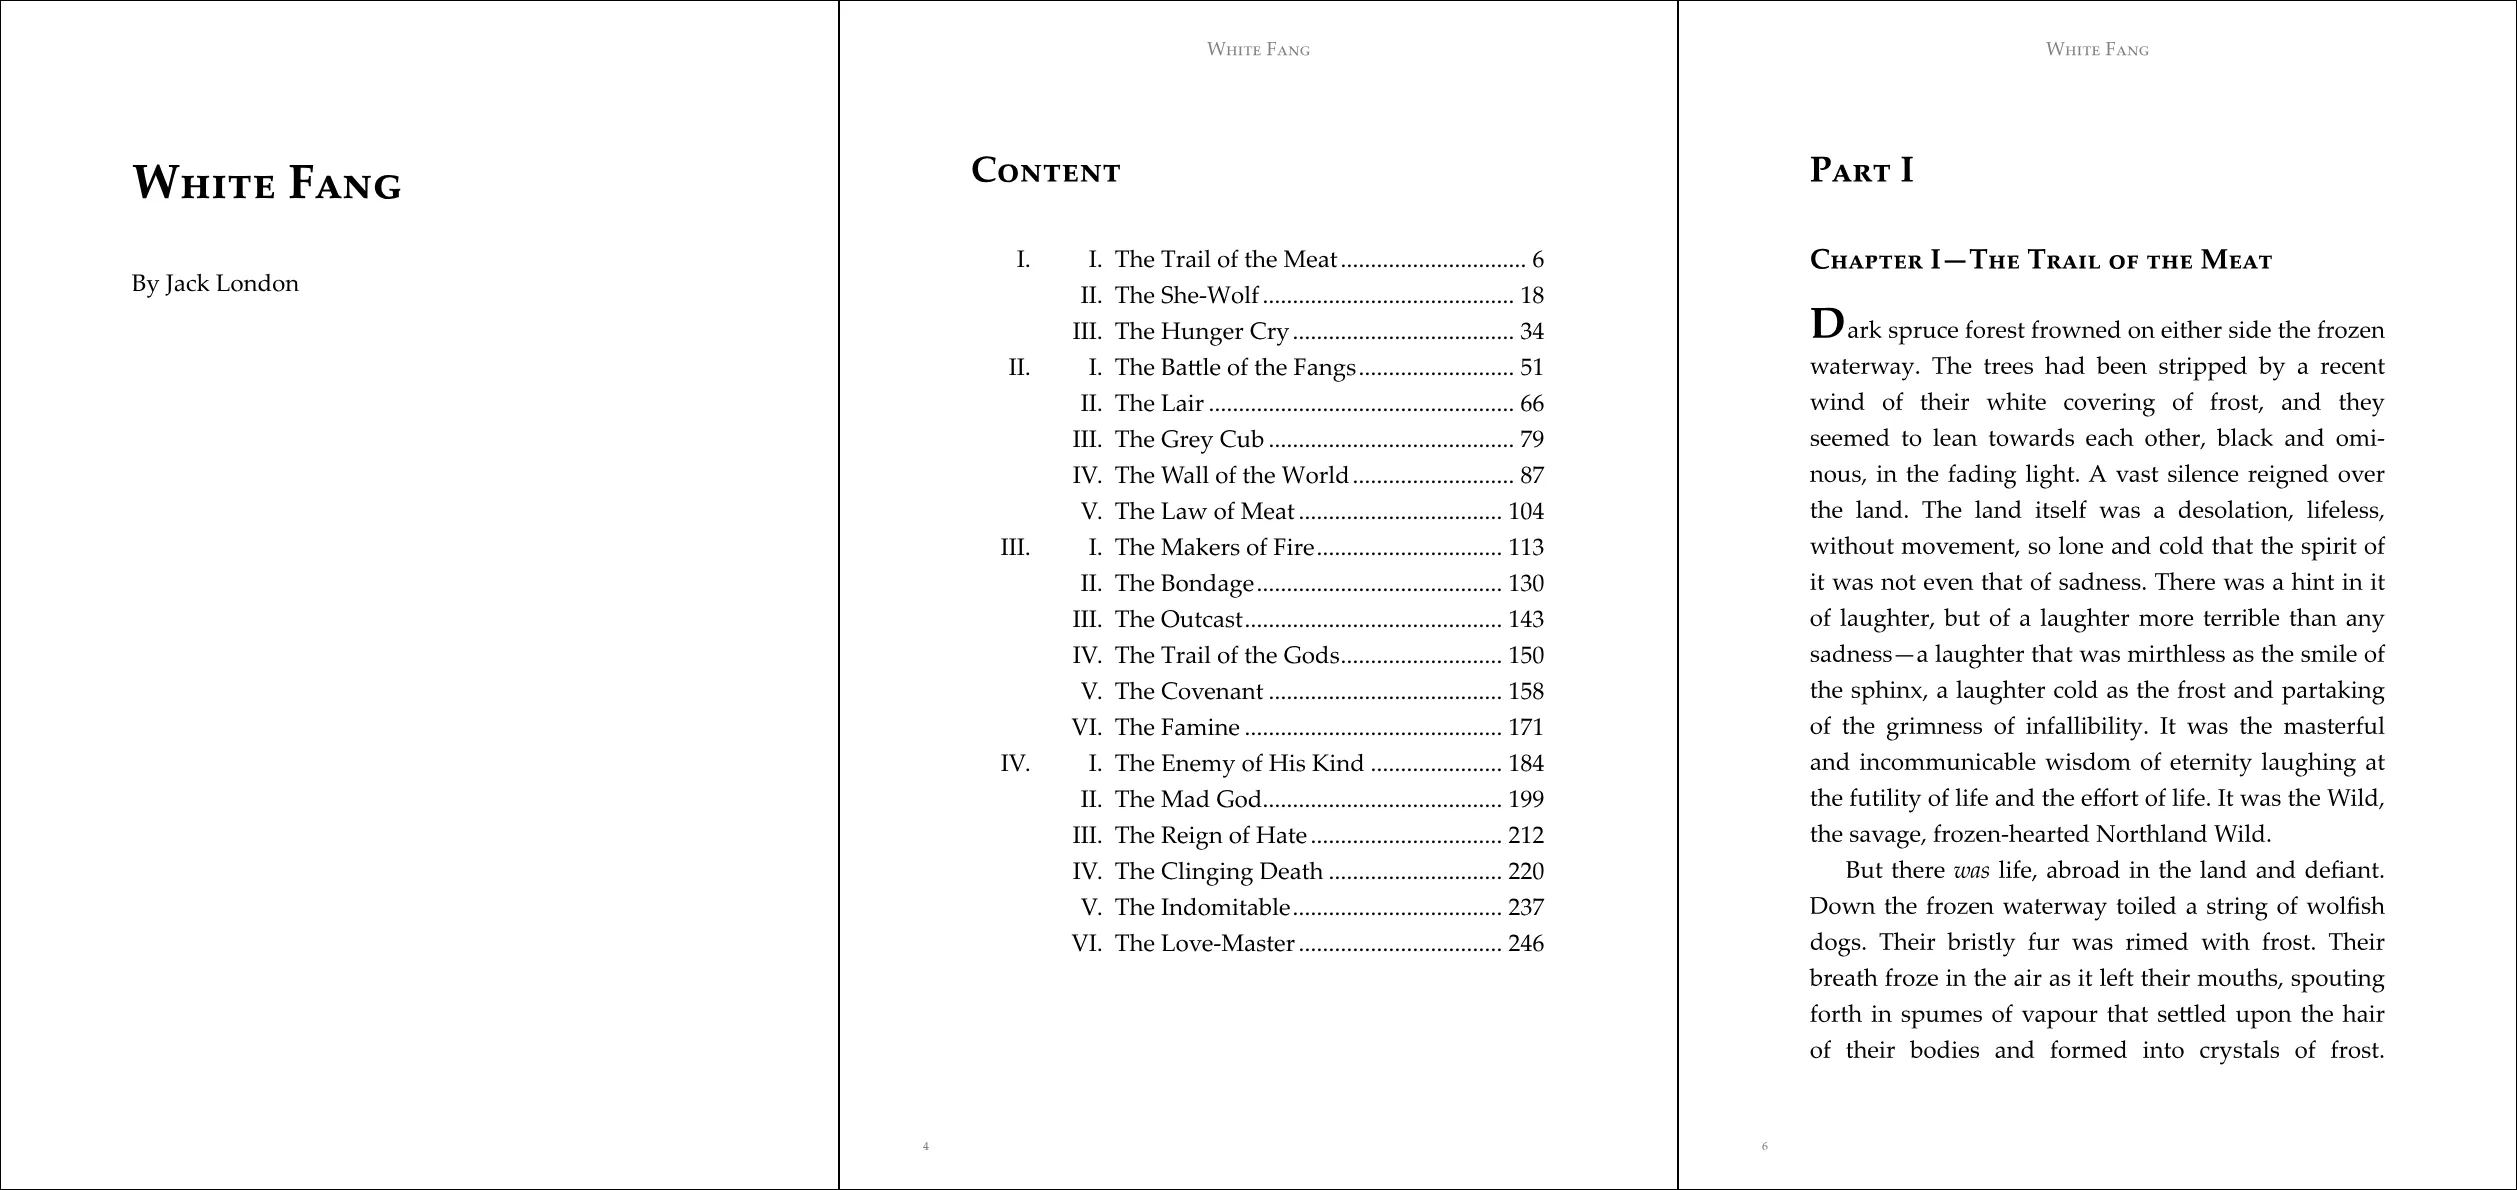 White Fang
By Jack London
White Fang
Content
I. I. The Trail of the Meat 6
II. The She-Wolf 18
III. The Hunger Cry 34
II. I. The Battle of the Fangs 51
II. The Lair 66
III. The Grey Cub 79
IV. The Wall of the World 87
V. The Law of Meat 104
III. I. The Makers of Fire 113
II. The Bondage 130
III. The Outcast 143
IV. The Trail of the Gods 150
V. The Covenant 158
VI. The Famine 171
IV. I. The Enemy of His Kind 184
II. The Mad God 199
III. The Reign of Hate 212
IV. The Clinging Death 220
V. The Indomitable 237
VI. The Love-Master 246
4
White Fang
Part I
Chapter I—The Trail of the Meat
Dark spruce forest frowned on either side the frozen
waterway. The trees had been stripped by a recent
wind of their white covering of frost, and they
seemed to lean towards each other, black and omi-
nous, in the fading light. A vast silence reigned over
the land. The land itself was a desolation, lifeless,
without movement, so lone and cold that the spirit of
it was not even that of sadness. There was a hint in it
of laughter, but of a laughter more terrible than any
sadness—a laughter that was mirthless as the smile of
the sphinx, a laughter cold as the frost and partaking
of the grimness of infallibility. It was the masterful
and incommunicable wisdom of eternity laughing at
the futility of life and the effort of life. It was the Wild,
the savage, frozen-hearted Northland Wild.
But there was life, abroad in the land and defiant.
Down the frozen waterway toiled a string of wolfish
dogs. Their bristly fur was rimed with frost. Their
breath froze in the air as it left their mouths, spouting
forth in spumes of vapour that settled upon the hair
of their bodies and formed into crystals of frost.
6